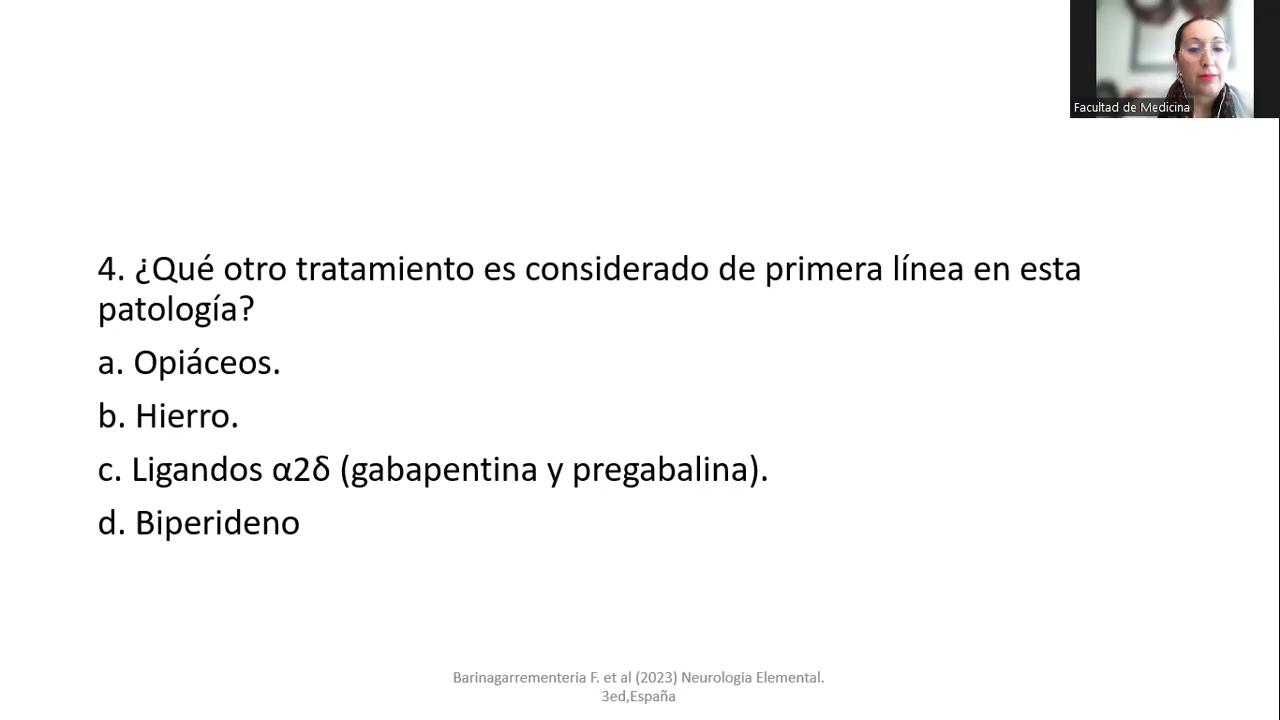 Facultad de Medicina
4. ¿Qué otro tratamiento es considerado de primera línea en esta
patología?
a. Opiáceos.
b. Hierro.
c. Ligandos α2δ (gabapentina y pregabalina).
d. Biperideno
Barinagarrementeria F. et al (2023) Neurologia Elemental.
3ed,España